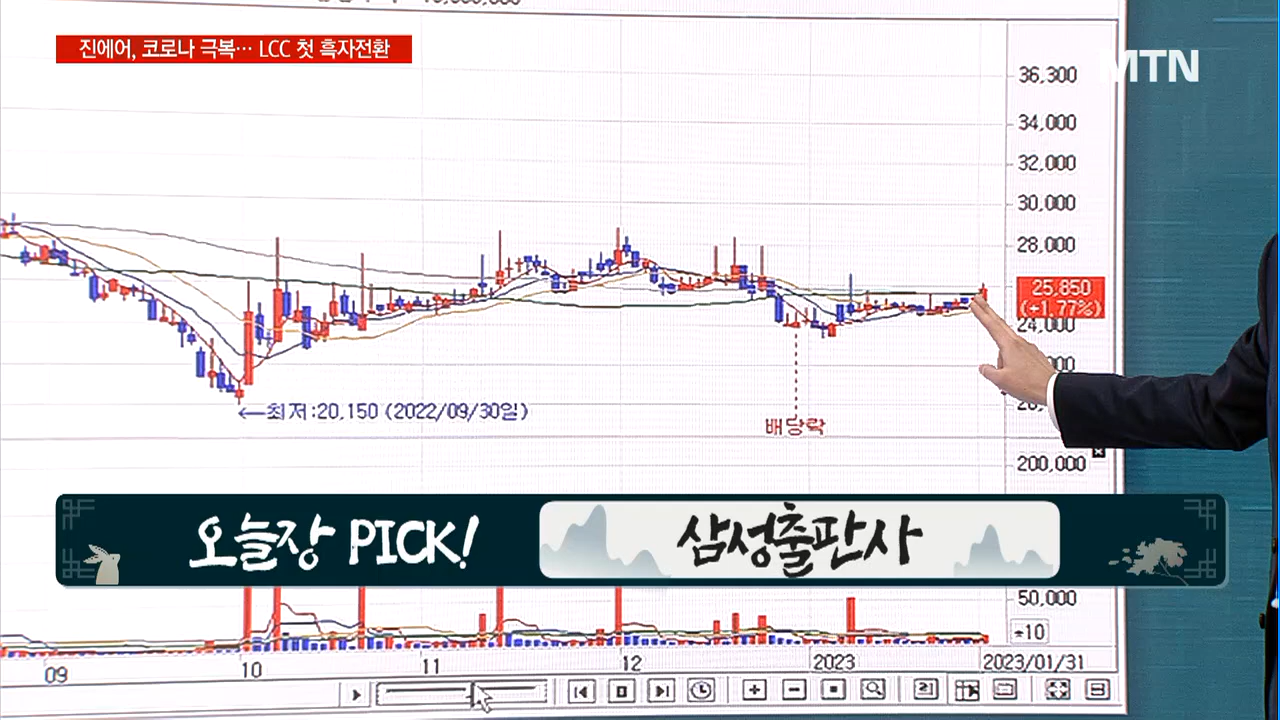 진에어, 코로나 극복… LCC 첫 흑자전환
MTN
36,300
34,000
32,000
30,000
28,000
25,850
(+1.77%)
24,000
←최저:20,150 (2022/09/30일)
배당락
200,000
오늘장 PICK!
삼성출판사
50,000
*10
09
10
11
12
2023
2023/01/31